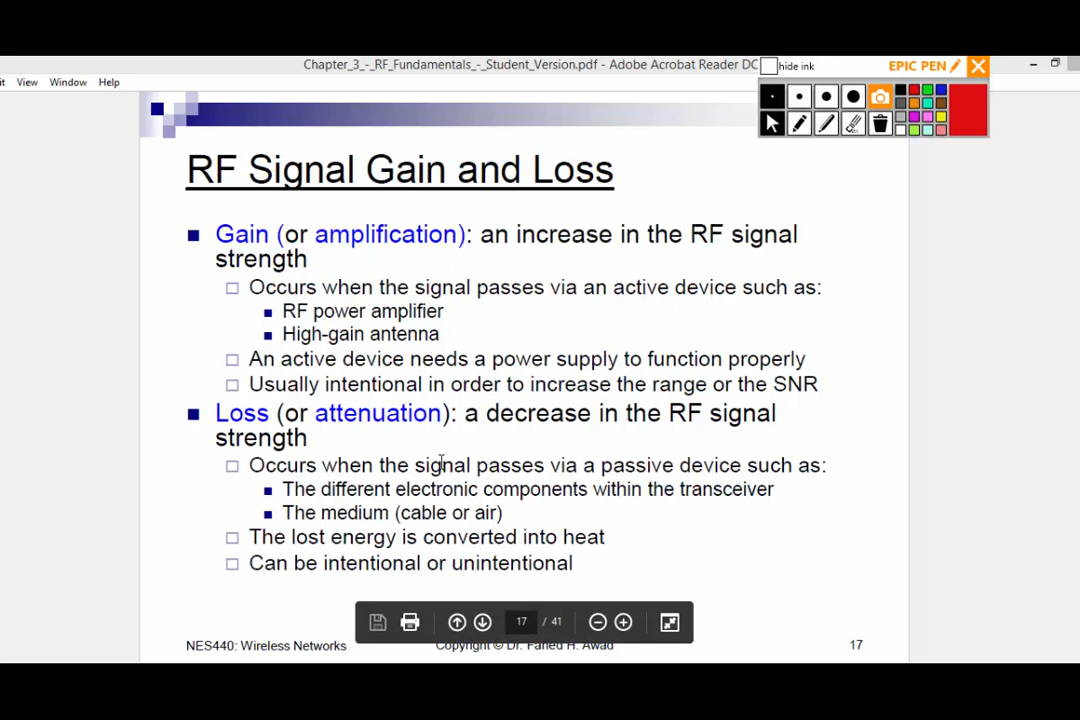 Chapter_3_-_RF_Fundamentals_-_Student_Version.pdf - Adobe Acrobat Reader DC
hide ink
EPIC PEN
it View Window Help
RF Signal Gain and Loss
Gain (or amplification): an increase in the RF signal
strength
Occurs when the signal passes via an active device such as:
RF power amplifier
High-gain antenna
An active device needs a power supply to function properly
Usually intentional in order to increase the range or the SNR
Loss (or attenuation): a decrease in the RF signal
strength
Occurs when the signal passes via a passive device such as:
The different electronic components within the transceiver
The medium (cable or air)
The lost energy is converted into heat
Can be intentional or unintentional
17 / 41
NES440: Wireless Networks
Copyright © Dr. Fahed H. Awad
17